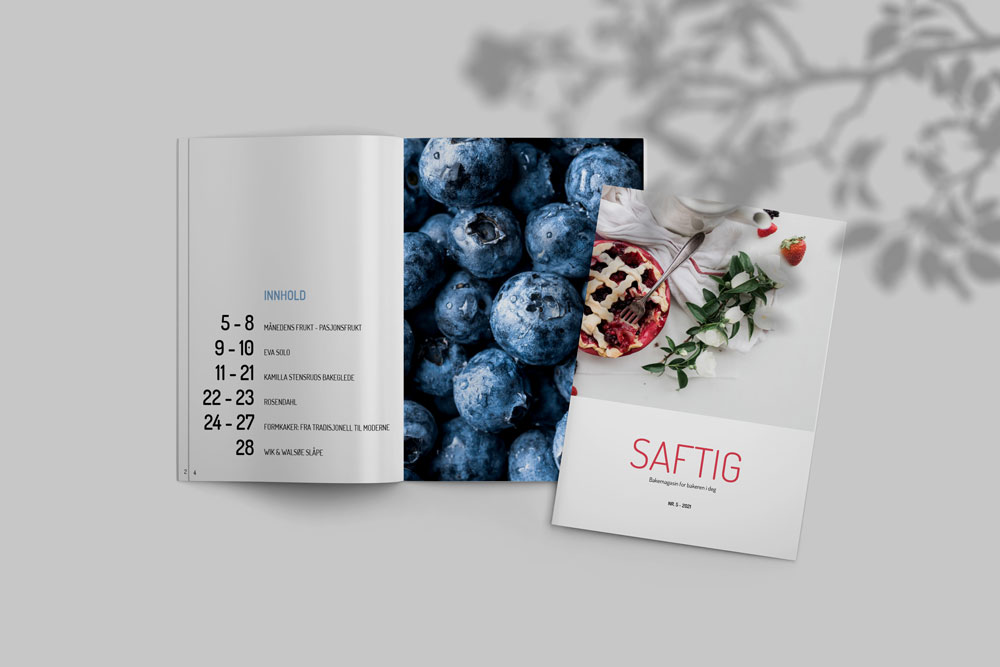 INNHOLD
5 - 8 MÅNEDENS FRUKT - PASJONSFRUKT
9 - 10 EVA SOLO
11 - 21 KAMILLA STENSRUDS BAKEGLEDE
22 - 23 ROSENDAHL
24 - 27 FORMKAKER: FRA TRADISJONELL TIL MODERNE
28 WIK & WALSØE SLÅPE
2 4
SAFTIG
Bakemagasin for bakeren i deg
NR. 5 - 2021